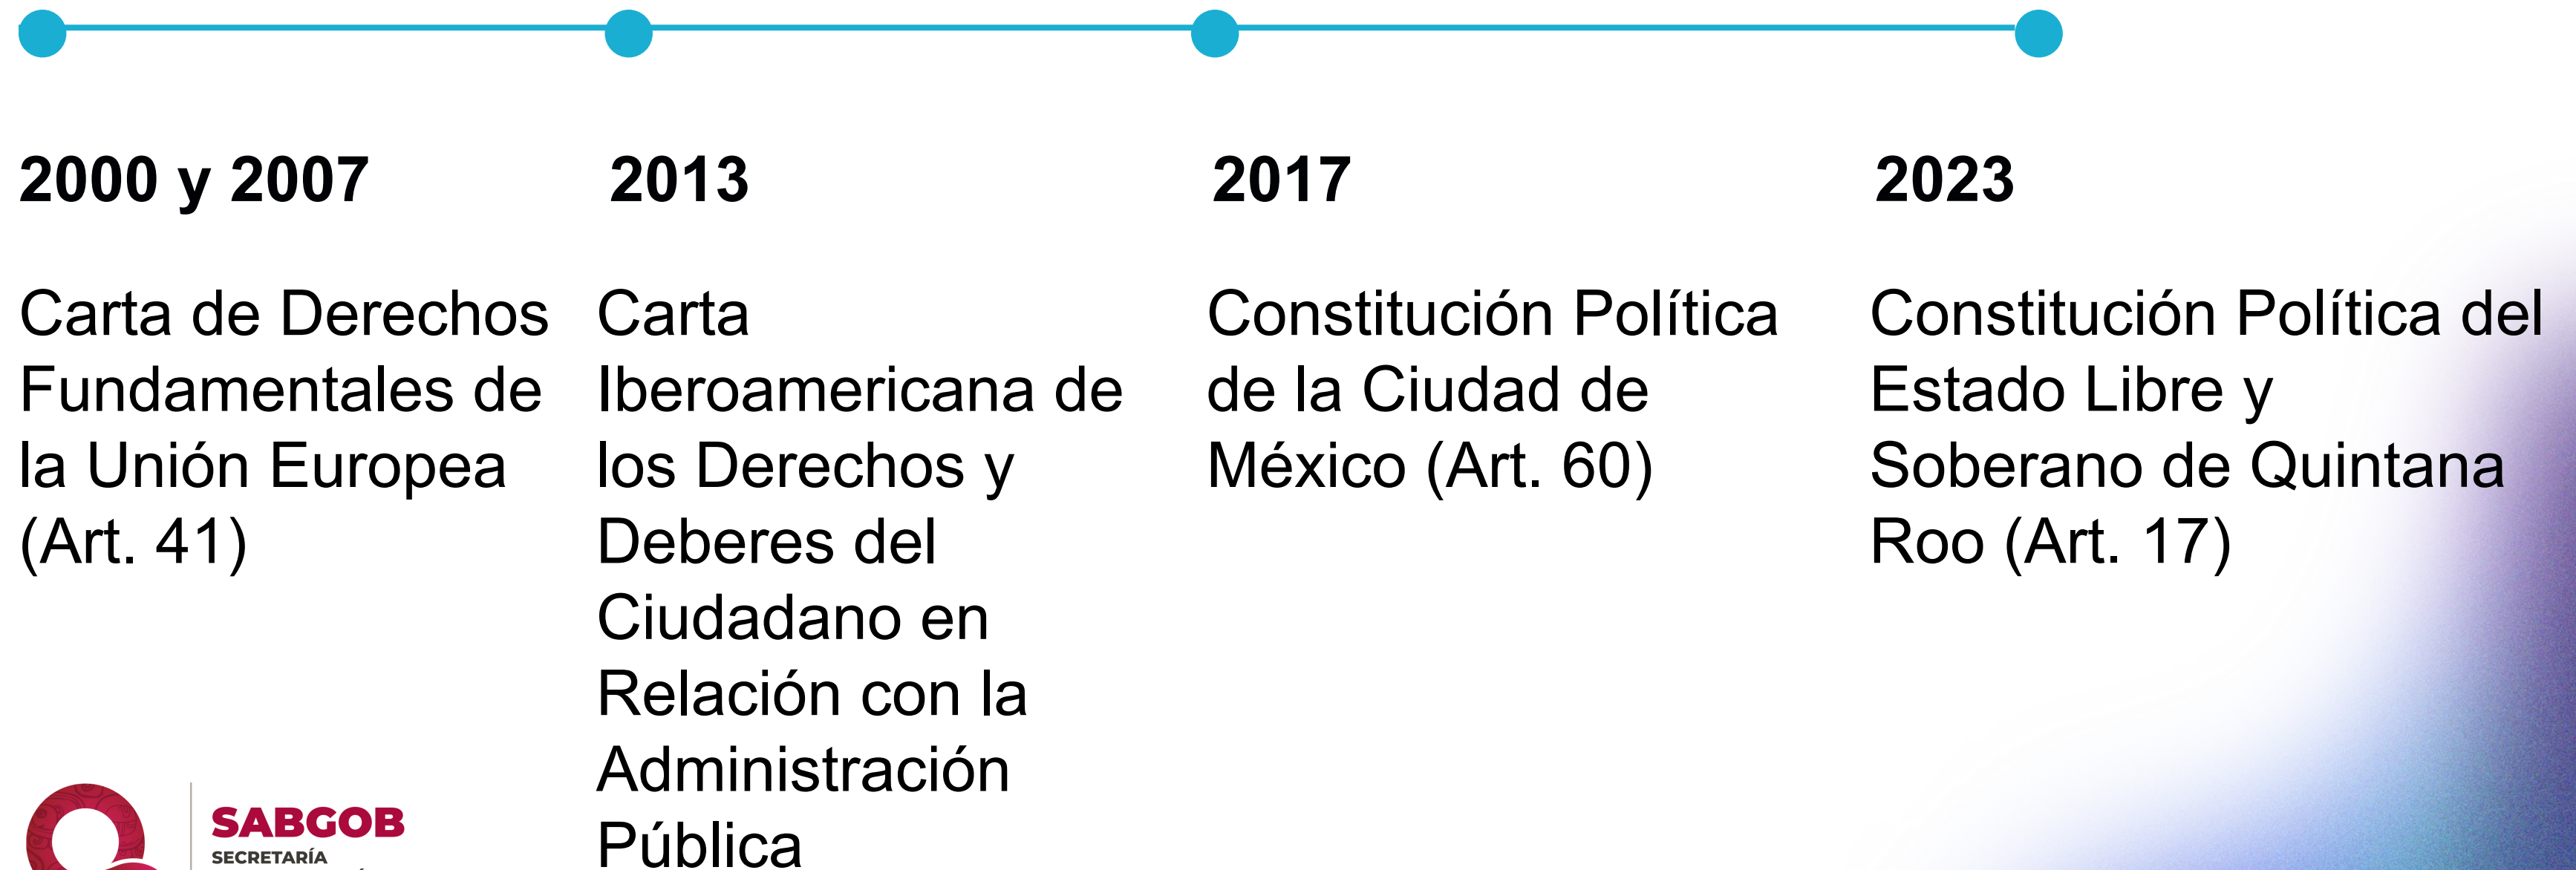 2000 y 2007
Carta de Derechos
Fundamentales de
la Unión Europea
(Art. 41)
2013
Carta
Iberoamericana de
los Derechos y
Deberes del
Ciudadano en
Relación con la
Administración
Pública
2017
Constitución Política
de la Ciudad de
México (Art. 60)
2023
Constitución Política del
Estado Libre y
Soberano de Quintana
Roo (Art. 17)
SABGOB
SECRETARÍA